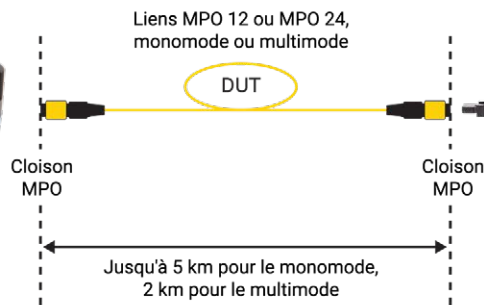 Liens MPO 12 ou MPO 24,
monomode ou multimode
DUT
Cloison
MPO
Cloison
MPO
Jusqu'à 5 km pour le monomode,
2 km pour le multimode